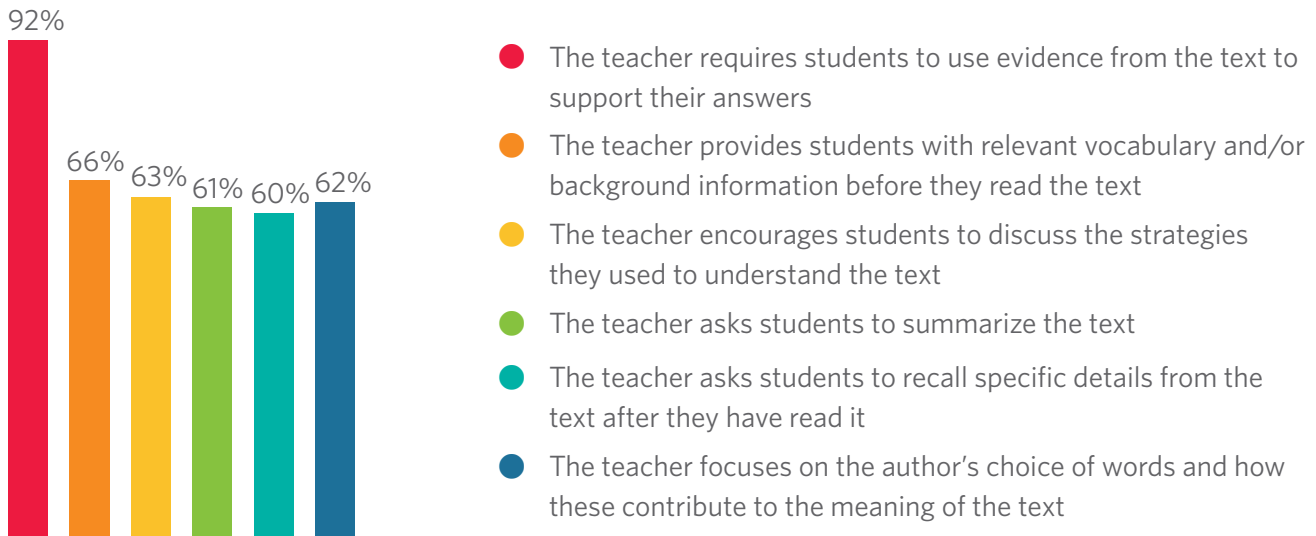 92%
66%
63%
61%
60%
62%
The teacher requires students to use evidence from the text to
support their answers
The teacher provides students with relevant vocabulary and/or
background information before they read the text
The teacher encourages students to discuss the strategies
they used to understand the text
The teacher asks students to summarize the text
The teacher asks students to recall specific details from the
text after they have read it
The teacher focuses on the author’s choice of words and how
these contribute to the meaning of the text